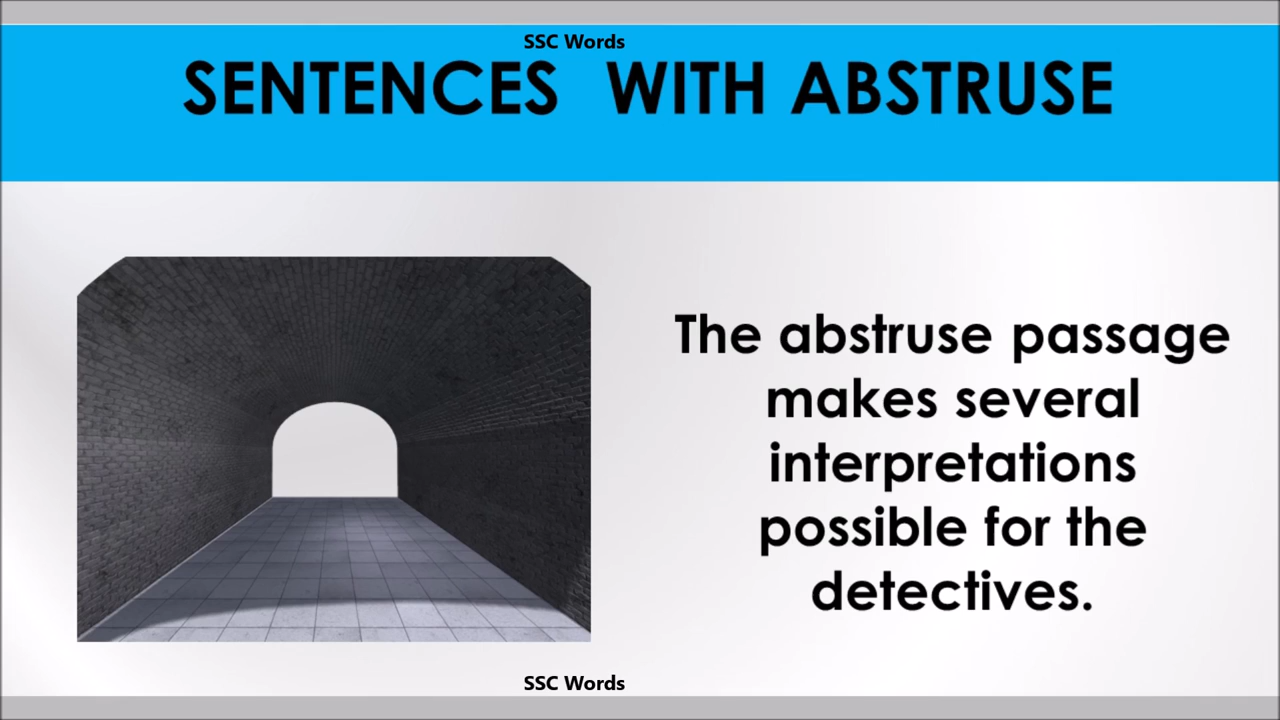 SSC Words
SENTENCES WITH ABSTRUSE
The abstruse passage
makes several
interpretations
possible for the
detectives.
SSC Words